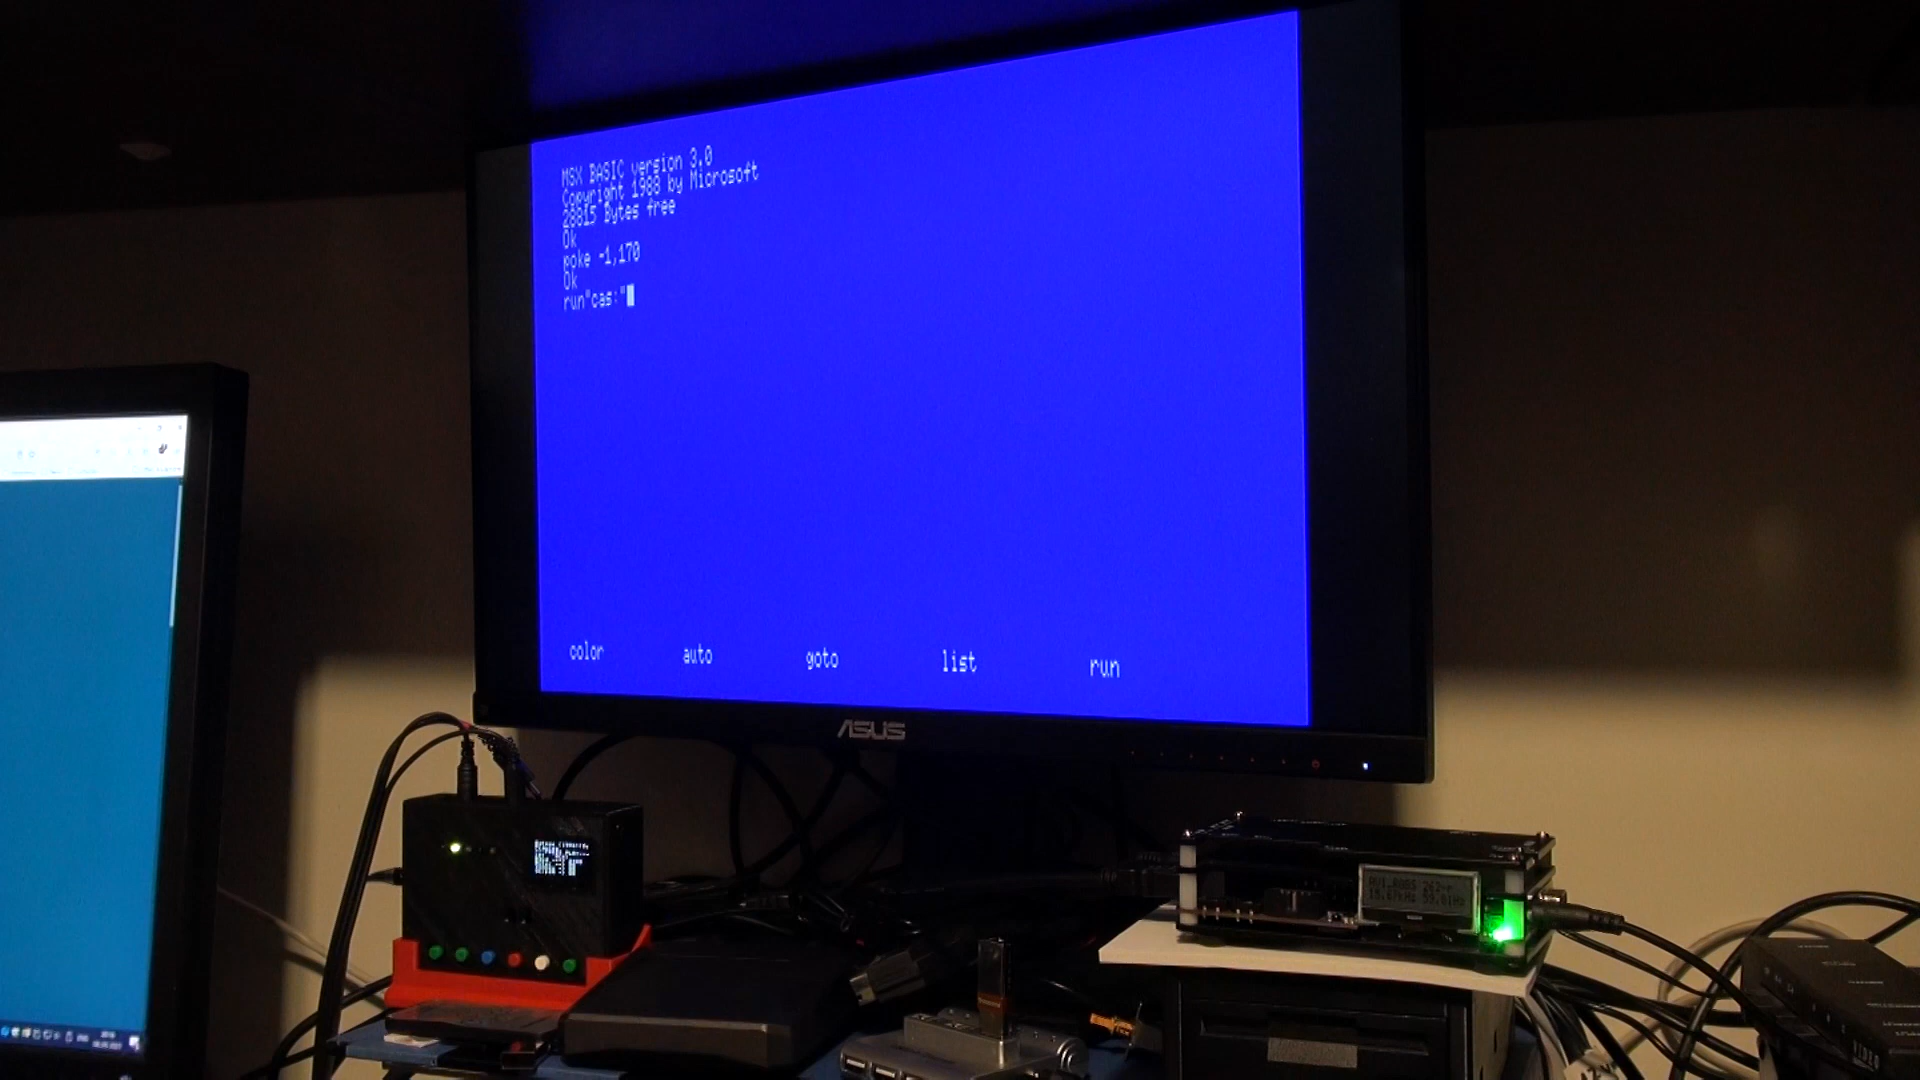 MSX BASIC version 3.0
Copyright 1988 by Microsoft
28815 Bytes free
Ok
poke -1,170
Ok
run"cas:"
color auto goto list run
ASUS